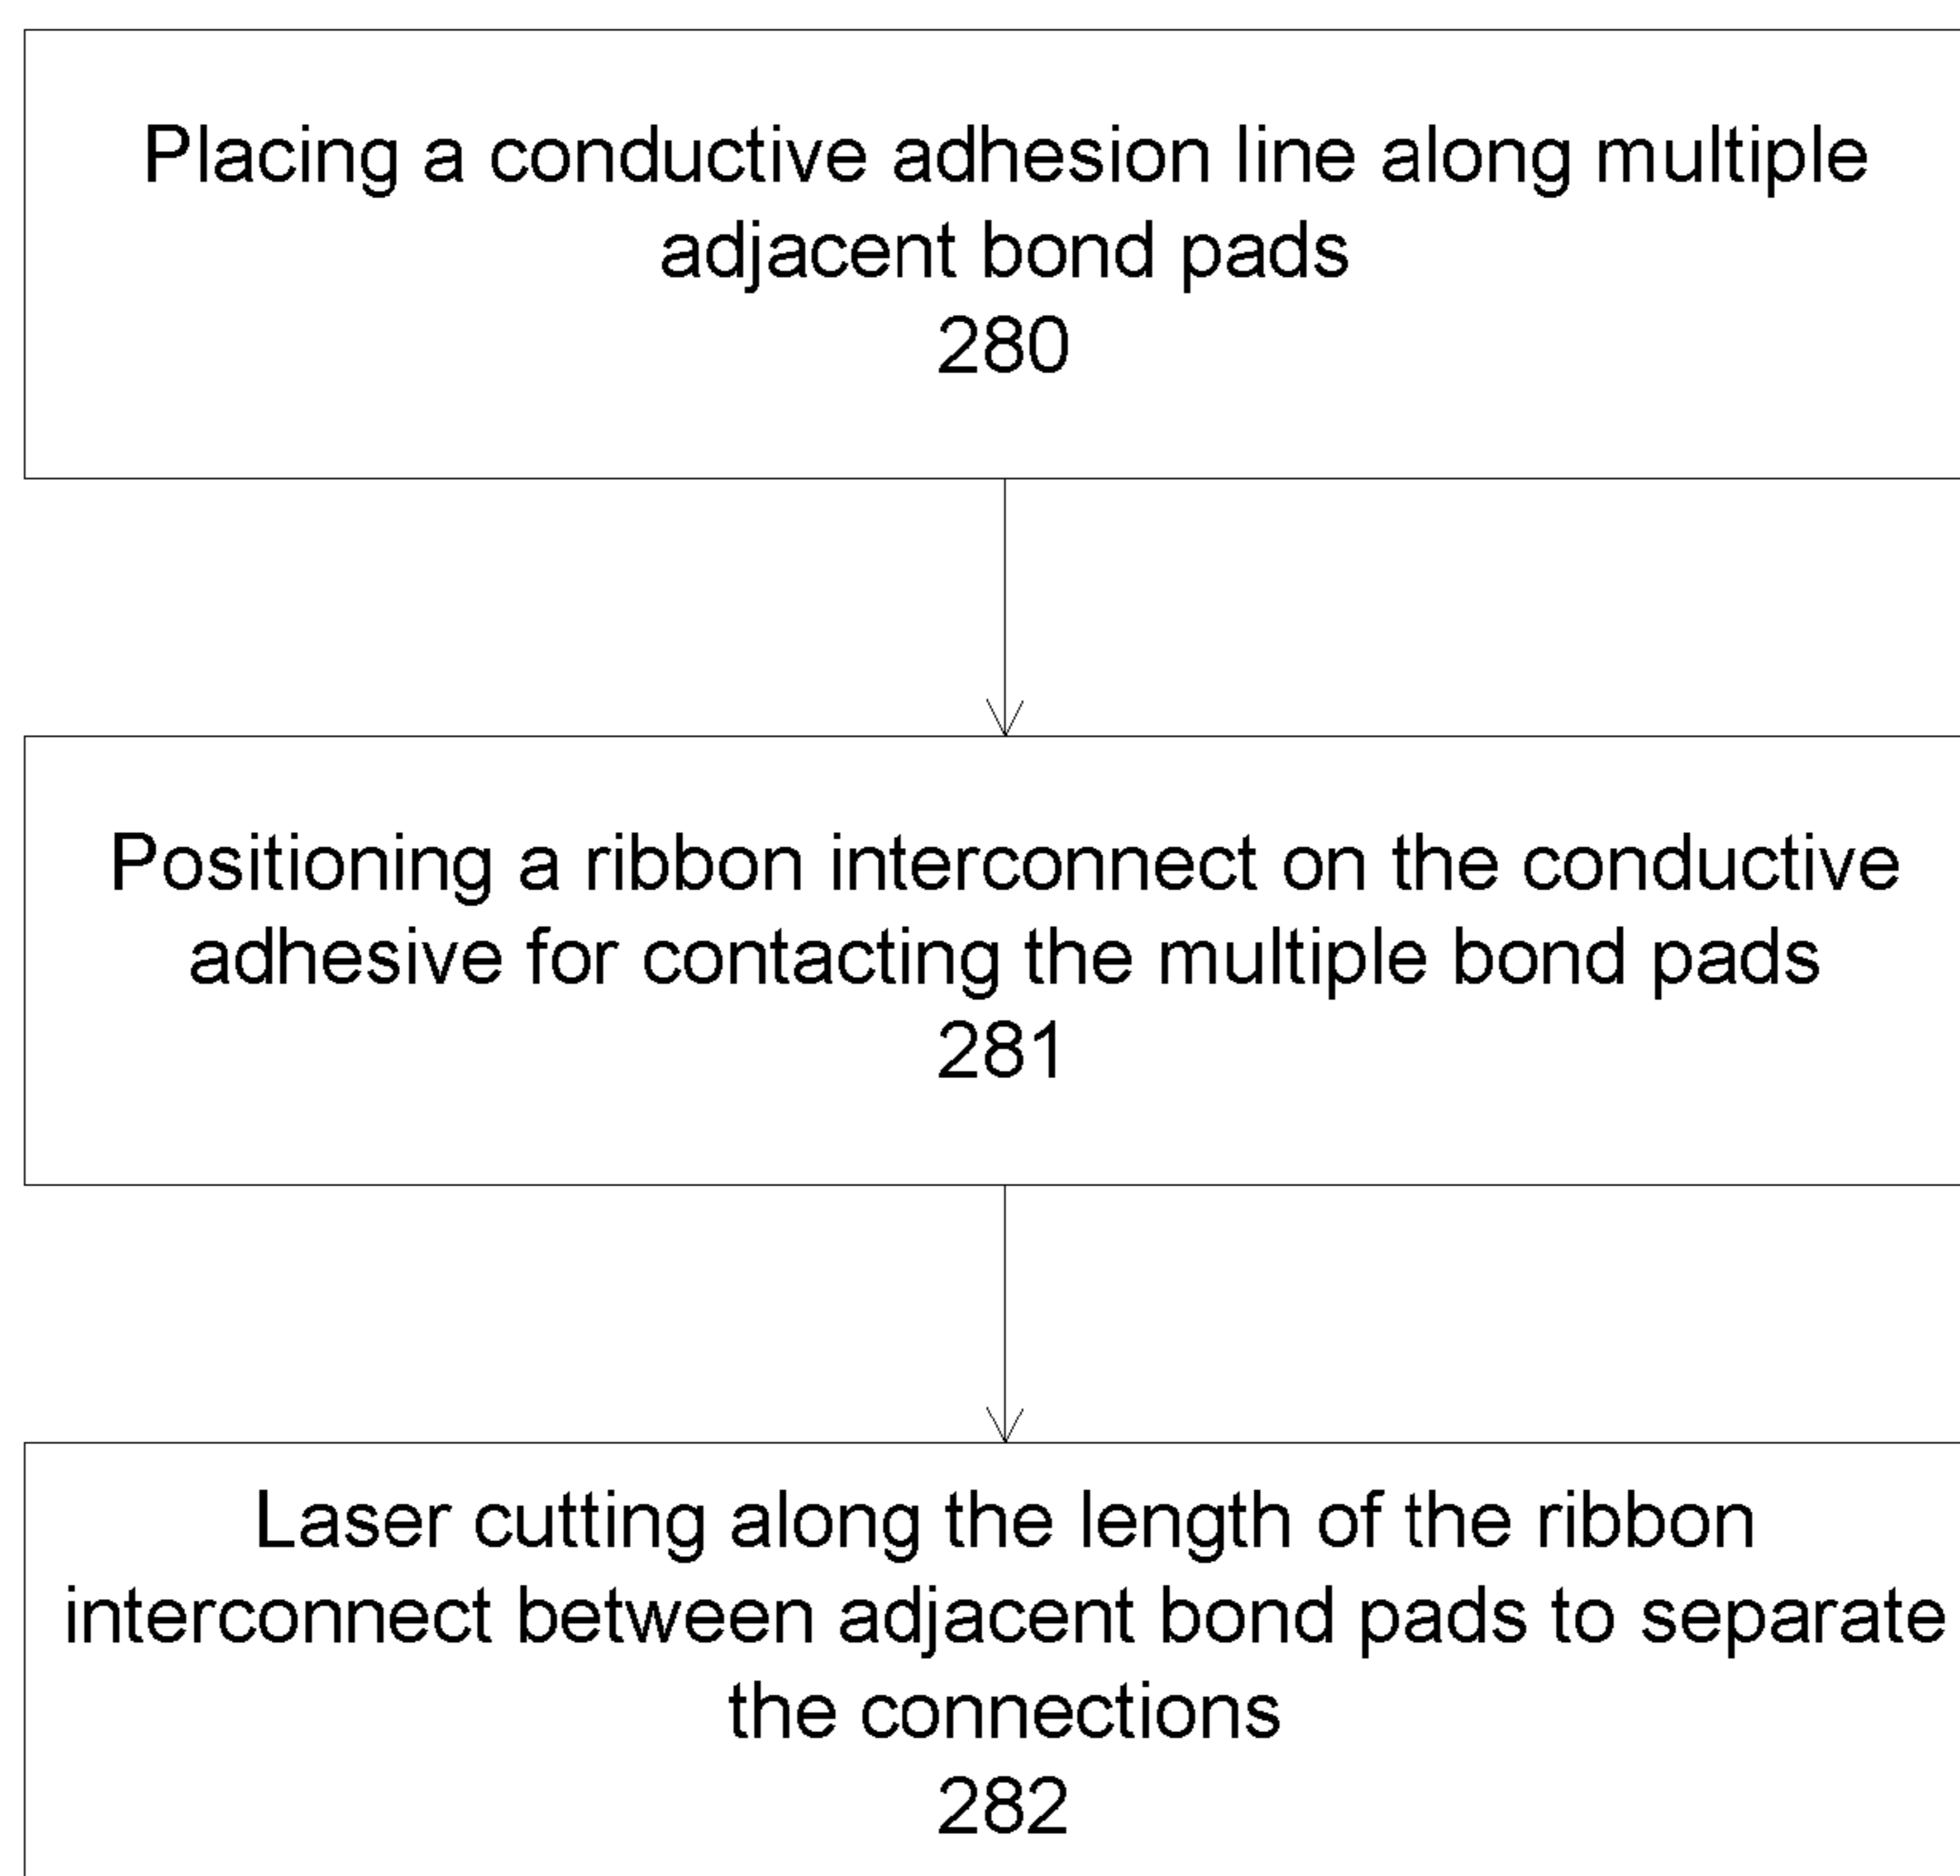 Placing a conductive adhesion line along multiple
adjacent bond pads
280
Positioning a ribbon interconnect on the conductive
adhesive for contacting the multiple bond pads
281
Laser cutting along the length of the ribbon
interconnect between adjacent bond pads to separate
the connections
282